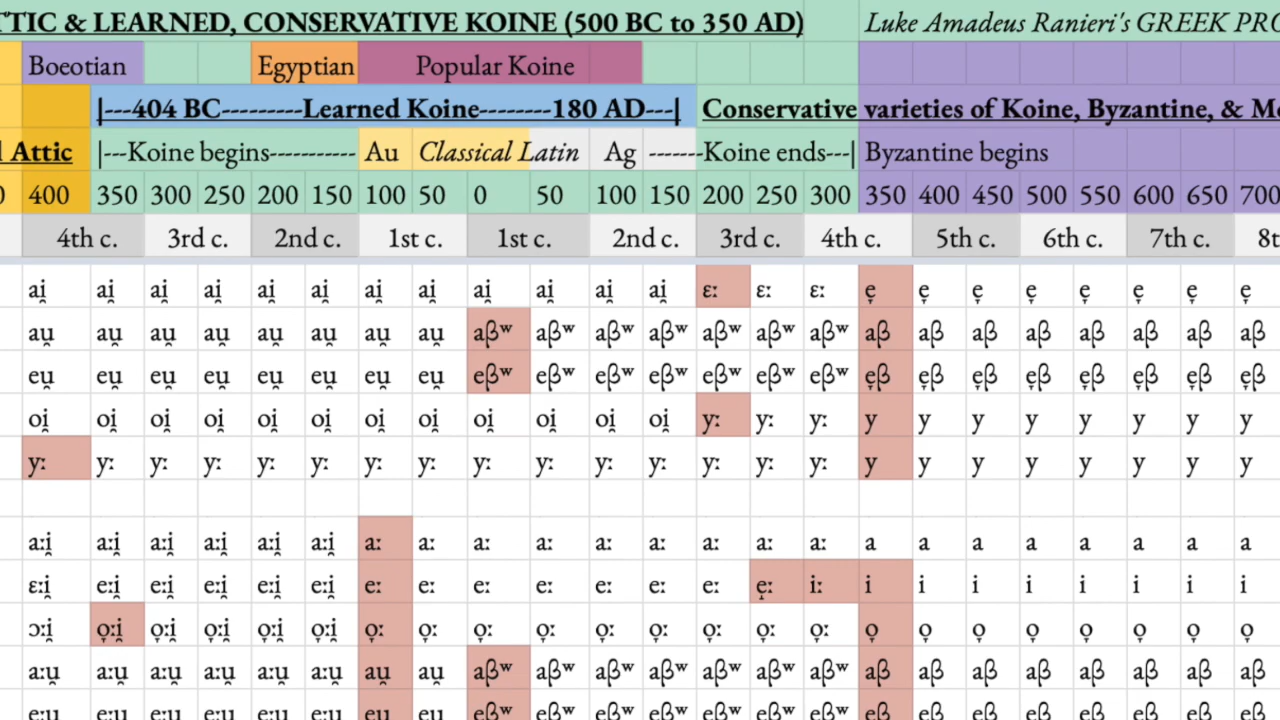 TIC & LEARNED, CONSERVATIVE KOINE (500 BC to 350 AD) Luke Amadeus Ranieri's GREEK PRO
Boeotian Egyptian Popular Koine
|---404 BC---------Learned Koine--------180 AD---| Conservative varieties of Koine, Byzantine, & M
Attic |---Koine begins----------- Au Classical Latin Ag -------Koine ends---| Byzantine begins
0 400 350 300 250 200 150 100 50 0 50 100 150 200 250 300 350 400 450 500 550 600 650 700
4th c. 3rd c. 2nd c. 1st c. 1st c. 2nd c. 3rd c. 4th c. 5th c. 6th c. 7th c. 8t
ai̯ ai̯ ai̯ ai̯ ai̯ ai̯ ai̯ ai̯ ai̯ ai̯ ai̯ ai̯ ɛː ɛː ɛː e̞ e̞ e̞ e̞ e̞ e̞ e̞ e̞
au̯ au̯ au̯ au̯ au̯ au̯ au̯ au̯ aβʷ aβʷ aβʷ aβʷ aβʷ aβʷ aβʷ aβ aβ aβ aβ aβ aβ aβ aβ
eu̯ eu̯ eu̯ eu̯ eu̯ eu̯ eu̯ eu̯ eβʷ eβʷ eβʷ eβʷ eβʷ eβʷ eβʷ e̞β e̞β e̞β e̞β e̞β e̞β e̞β e̞β
oi̯ oi̯ oi̯ oi̯ oi̯ oi̯ oi̯ oi̯ oi̯ oi̯ oi̯ oi̯ yː yː yː y y y y y y y y
yː yː yː yː yː yː yː yː yː yː yː yː yː yː yː y y y y y y y y
aːi̯ aːi̯ aːi̯ aːi̯ aːi̯ aːi̯ aː aː aː aː aː aː aː aː aː a a a a a a a a
ɛːi̯ eːi̯ eːi̯ eːi̯ eːi̯ eːi̯ eː eː eː eː eː eː eː e̝ː iː i i i i i i i i
ɔːi̯ o̞ːi̯ o̞ːi̯ o̞ːi̯ o̞ːi̯ o̞ːi̯ o̞ː o̞ː o̞ː o̞ː o̞ː o̞ː o̞ː o̞ː o̞ː o̞ o̞ o̞ o̞ o̞ o̞ o̞ o̞
aːu̯ aːu̯ aːu̯ aːu̯ aːu̯ aːu̯ au̯ au̯ aβʷ aβʷ aβʷ aβʷ aβʷ aβʷ aβʷ aβ aβ aβ aβ aβ aβ aβ aβ